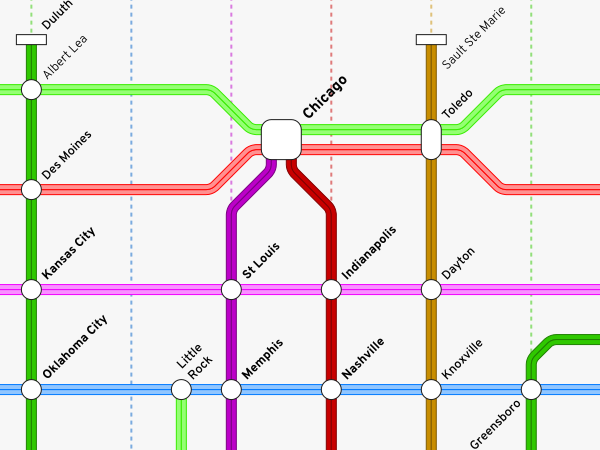 Duluth
Albert Lea
Sault Ste Marie
Chicago
Toledo
Des Moines
Kansas City
St Louis
Indianapolis
Dayton
Oklahoma City
Little
Rock
Memphis
Nashville
Knoxville
Greensboro